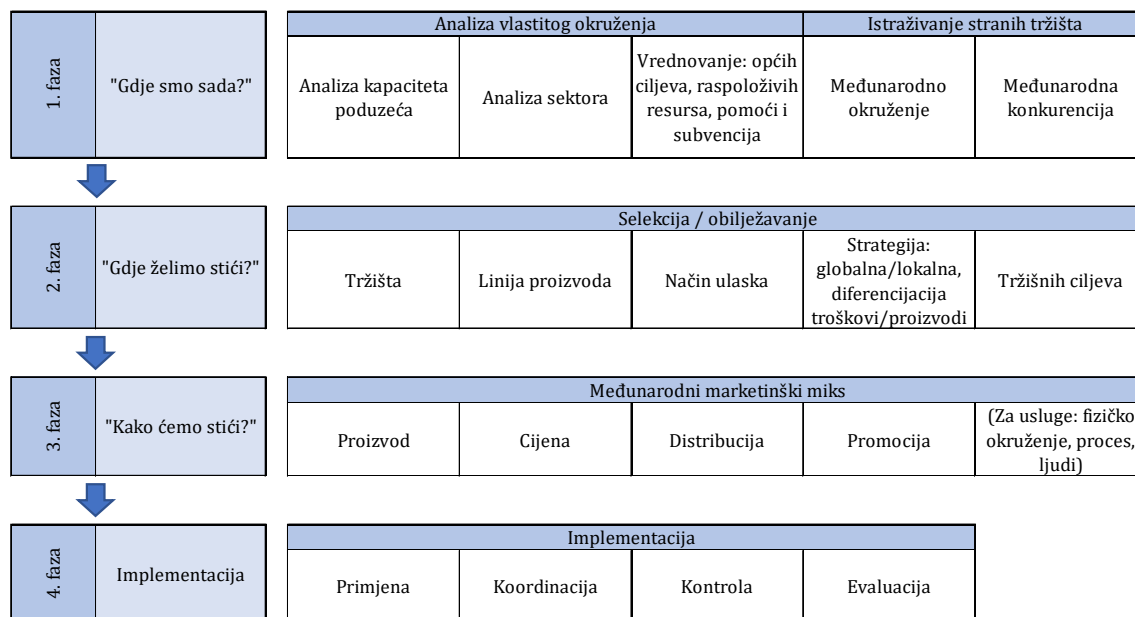 1. faza
"Gdje smo sada?"
Analiza vlastitog okruženja
Istraživanje stranih tržišta
Analiza kapaciteta
poduzeća
Analiza sektora
Vrednovanje: općih
ciljeva, raspoloživih
resursa, pomoći i
subvencija
Međunarodno
okruženje
Međunarodna
konkurencija
2. faza
"Gdje želimo stići?"
Selekcija / obilježavanje
Tržišta
Linija proizvoda
Način ulaska
Strategija:
globalna/lokalna,
diferencijacija
troškovi/proizvodi
Tržišnih ciljeva
3. faza
"Kako ćemo stići?"
Međunarodni marketinški miks
Proizvod
Cijena
Distribucija
Promocija
(Za usluge: fizičko
okruženje, proces,
ljudi)
4. faza
Implementacija
Implementacija
Primjena
Koordinacija
Kontrola
Evaluacija